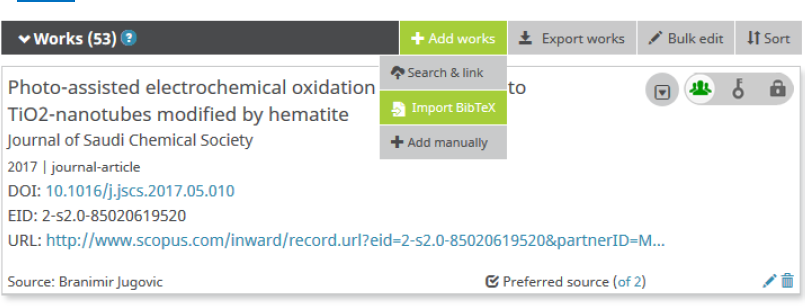 Works (53) ?
+ Add works
Export works
Bulk edit
Sort
Search & link
Import BibTeX
+ Add manually
Photo-assisted electrochemical oxidation to
TiO2-nanotubes modified by hematite
Journal of Saudi Chemical Society
2017 | journal-article
DOI: 10.1016/j.jscs.2017.05.010
EID: 2-s2.0-85020619520
URL: http://www.scopus.com/inward/record.url?eid=2-s2.0-85020619520&partnerID=M...
Source: Branimir Jugovic
Preferred source (of 2)